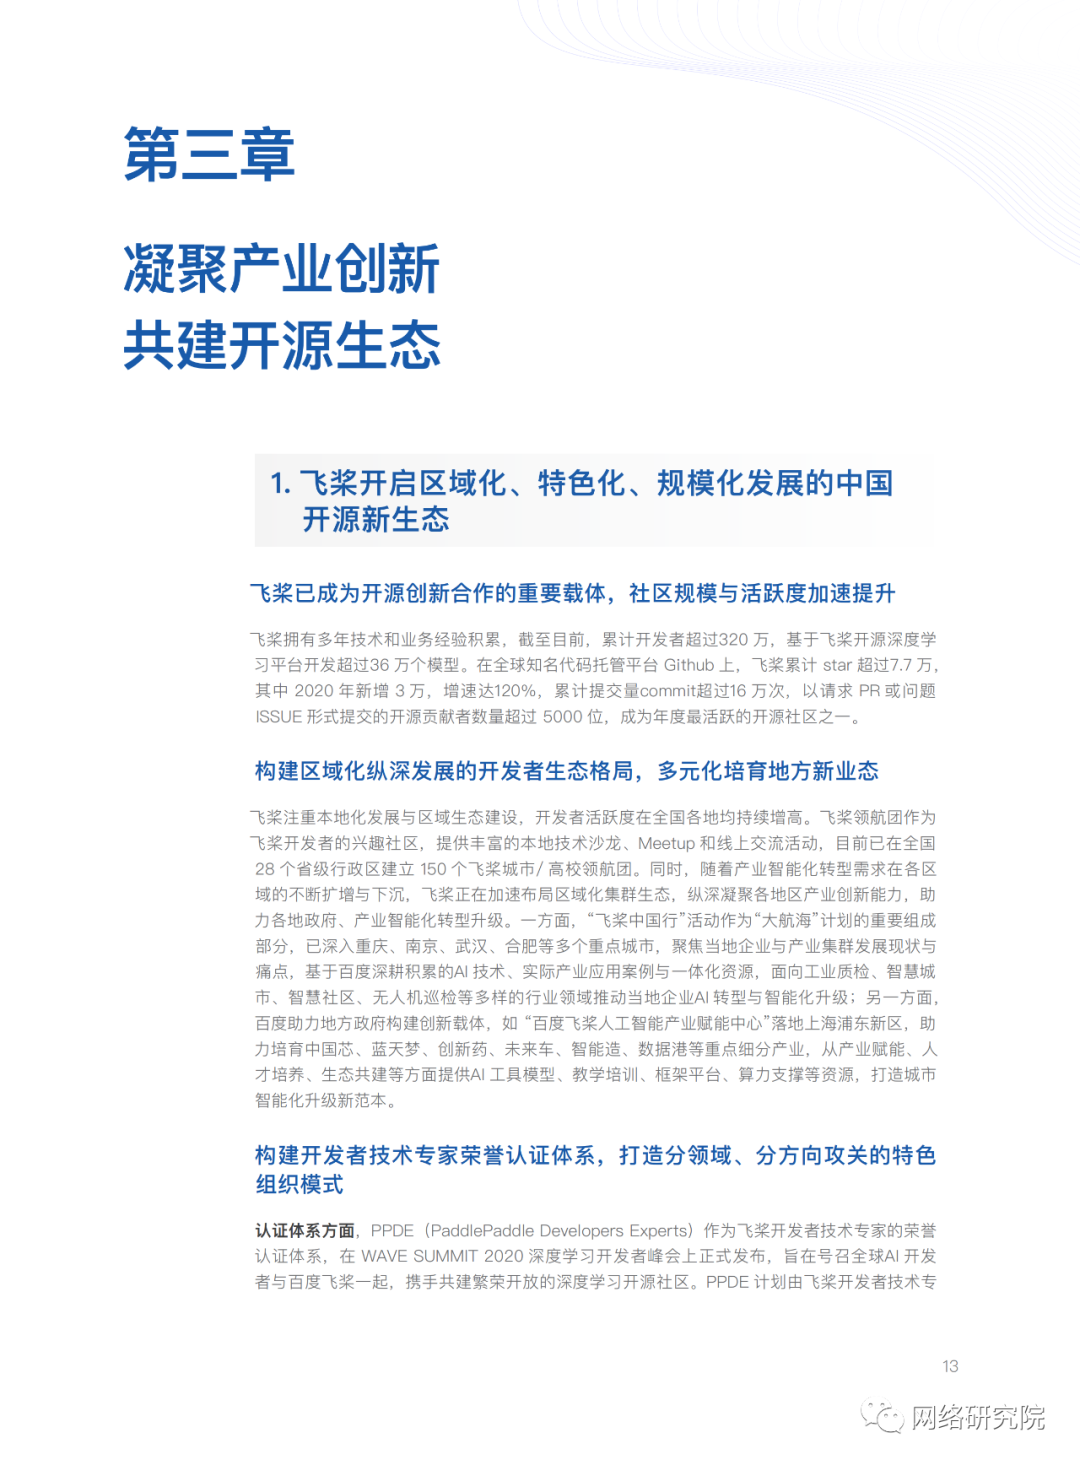 第三章
凝聚产业创新
共建开源生态
1. 飞桨开启区域化、特色化、规模化发展的中国
开源新生态
飞桨已成为开源创新合作的重要载体，社区规模与活跃度加速提升
飞桨拥有多年技术和业务经验积累，截至目前，累计开发者超过320 万，基于飞桨开源深度学
习平台开发超过36 万个模型。在全球知名代码托管平台 Github 上，飞桨累计 star 超过7.7 万，
其中 2020 年新增 3 万，增速达120%，累计提交量commit超过16 万次，以请求 PR 或问题
ISSUE 形式提交的开源贡献者数量超过 5000 位，成为年度最活跃的开源社区之一。
构建区域化纵深发展的开发者生态格局，多元化培育地方新业态
飞桨注重本地化发展与区域生态建设，开发者活跃度在全国各地均持续增高。飞桨领航团作为
飞桨开发者的兴趣社区，提供丰富的本地技术沙龙、Meetup 和线上交流活动，目前已在全国
28 个省级行政区建立 150 个飞桨城市/ 高校领航团。同时，随着产业智能化转型需求在各区
域的不断扩增与下沉，飞桨正在加速布局区域化集群生态，纵深凝聚各地区产业创新能力，助
力各地政府、产业智能化转型升级。一方面，“飞桨中国行”活动作为“大航海”计划的重要组成
部分，已深入重庆、南京、武汉、合肥等多个重点城市，聚焦当地企业与产业集群发展现状与
痛点，基于百度深耕积累的AI 技术、实际产业应用案例与一体化资源，面向工业质检、智慧城
市、智慧社区、无人机巡检等多样的行业领域推动当地企业AI 转型与智能化升级；另一方面，
百度助力地方政府构建创新载体，如 “百度飞桨人工智能产业赋能中心”落地上海浦东新区，助
力培育中国芯、蓝天梦、创新药、未来车、智能造、数据港等重点细分产业，从产业赋能、人
才培养、生态共建等方面提供AI 工具模型、教学培训、框架平台、算力支撑等资源，打造城市
智能化升级新范本。
构建开发者技术专家荣誉认证体系，打造分领域、分方向攻关的特色
组织模式
认证体系方面，PPDE（PaddlePaddle Developers Experts）作为飞桨开发者技术专家的荣誉
认证体系，在 WAVE SUMMIT 2020 深度学习开发者峰会上正式发布，旨在号召全球AI 开发
者与百度飞桨一起，携手共建繁荣开放的深度学习开源社区。PPDE 计划由飞桨开发者技术专
13
网络研究院